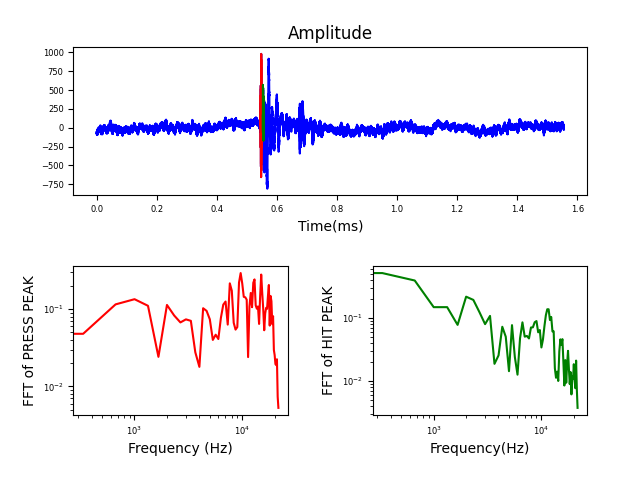 Amplitude
1000
750
500
250
0
−250
−500
−750
0.0 0.2 0.4 0.6 0.8 1.0 1.2 1.4 1.6
Time(ms)
FFT of PRESS PEAK
10⁻¹
10⁻²
10³ 10⁴
Frequency (Hz)
FFT of HIT PEAK
10⁻¹
10⁻²
10³ 10⁴
Frequency(Hz)